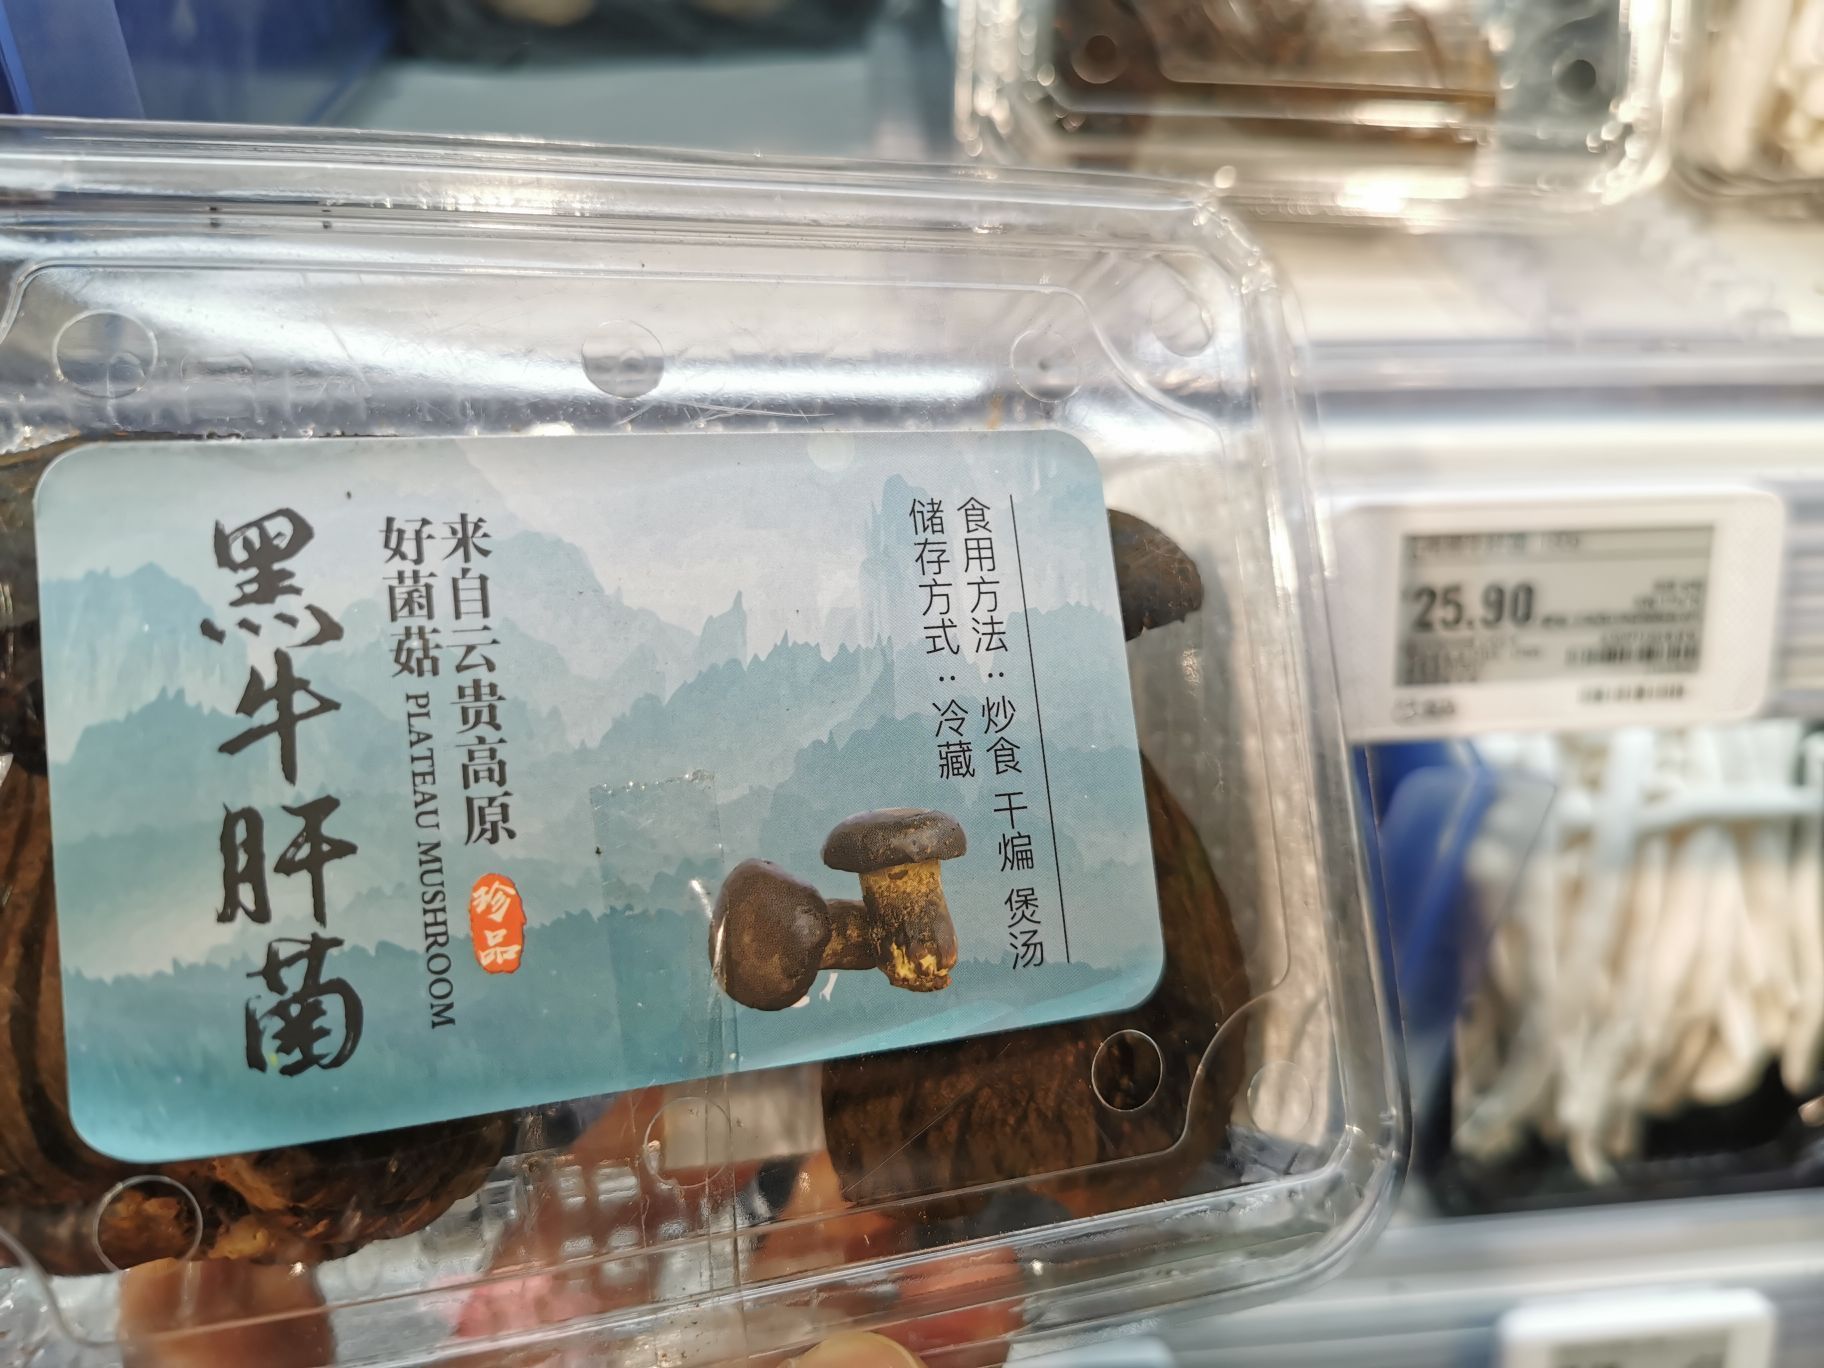 黑牛肝菌
来自云贵高原
好菌菇 PLATEAU MUSHROOM
珍品
食用方法：炒食 干煸 煲汤
储存方式：冷藏
25.90